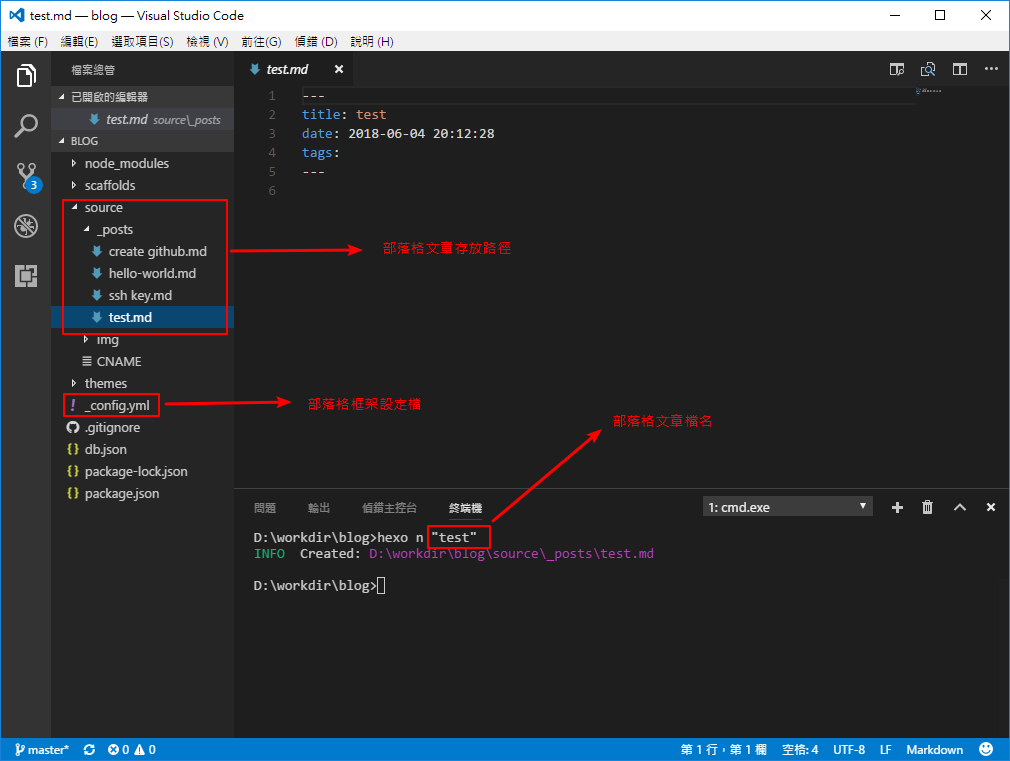 test.md — blog — Visual Studio Code
檔案 (F) 編輯(E) 選取項目(S) 檢視 (V) 前往(G) 偵錯 (D) 說明 (H)
檔案總管
已開啟的編輯器
test.md source\_posts
BLOG
node_modules
scaffolds
source
_posts
create github.md
hello-world.md
ssh key.md
test.md
img
CNAME
themes
! _config.yml
.gitignore
{} db.json
{} package-lock.json
{} package.json
3
test.md
1 ---
2 title: test
3 date: 2018-06-04 20:12:28
4 tags:
5 ---
6
部落格文章存放路徑
部落格框架設定檔
部落格文章檔名
問題 輸出 偵錯主控台 終端機
1: cmd.exe
D:\workdir\blog>hexo n "test"
INFO  Created: D:\workdir\blog\source\_posts\test.md
D:\workdir\blog>
master* 0 0
第 1 行，第 1 欄 空格: 4 UTF-8 LF Markdown